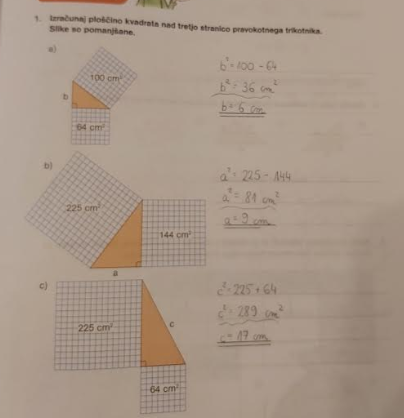 1. Izračunaj ploščino kvadrata nad tretjo stranico pravokotnega trikotnika.
Slike so pomanjšane.
a)
100 cm²
b
64 cm²
b² = 100 - 64
b² = 36 cm²
b = 6 cm
b)
225 cm²
144 cm²
a
a² = 225 - 144
a² = 81 cm²
a = 9 cm
c)
225 cm²
c
64 cm²
c² = 225 + 64
c² = 289 cm²
c = 17 cm